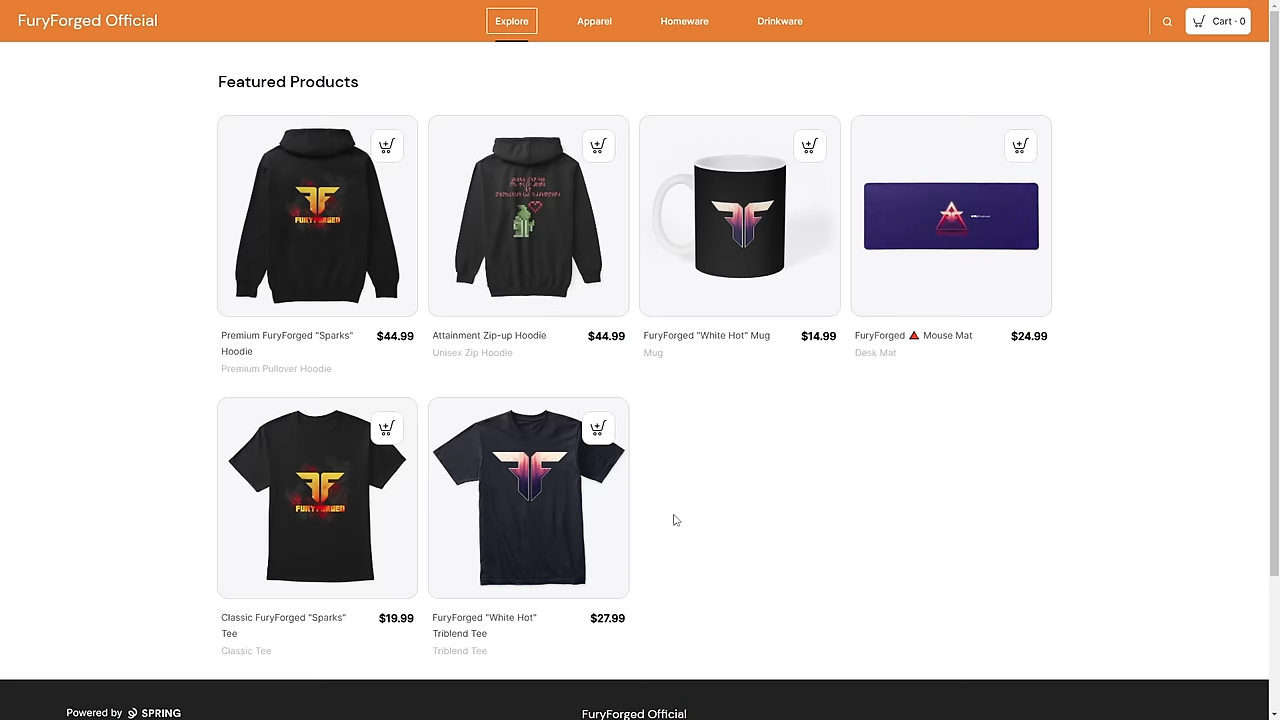 FuryForged Official
Explore
Apparel
Homeware
Drinkware
Cart · 0
Featured Products
FURYFORGED
Premium FuryForged "Sparks"
Hoodie
$44.99
Premium Pullover Hoodie
Attainment Zip-up Hoodie
$44.99
Unisex Zip Hoodie
FuryForged "White Hot" Mug
$14.99
Mug
FuryForged 🔺 Mouse Mat
$24.99
Desk Mat
FURYFORGED
Classic FuryForged "Sparks"
Tee
$19.99
Classic Tee
FuryForged "White Hot"
Triblend Tee
$27.99
Triblend Tee
Powered by SPRING
FuryForged Official